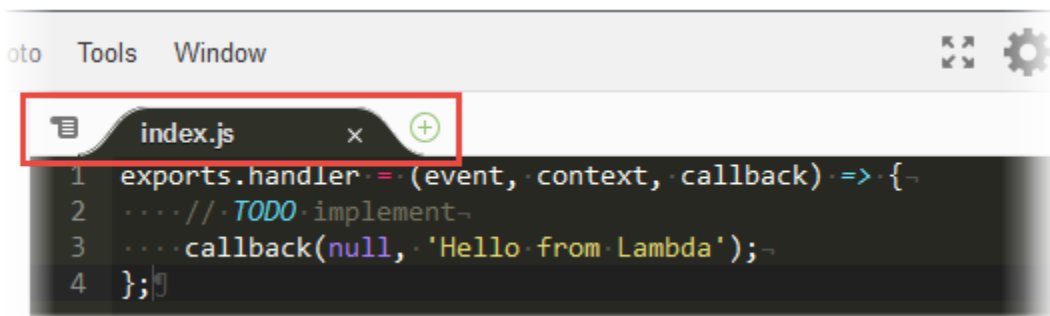 oto Tools Window
index.js ×
1 exports.handler = (event, context, callback) => {
2     // TODO implement
3     callback(null, 'Hello from Lambda');
4 };